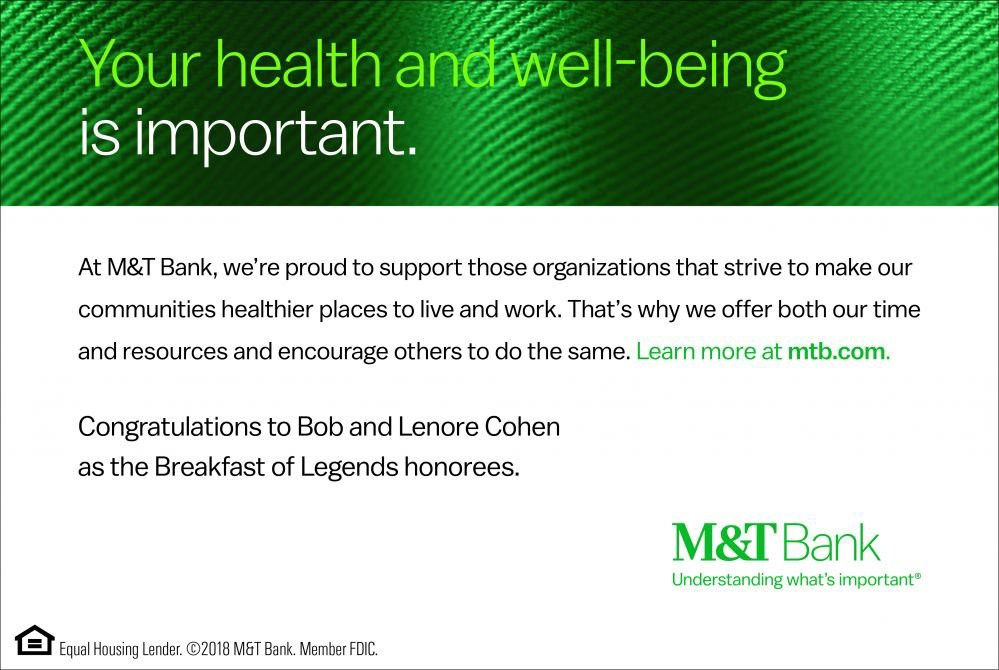 Your health and well-being
is important.
At M&T Bank, we’re proud to support those organizations that strive to make our
communities healthier places to live and work. That’s why we offer both our time
and resources and encourage others to do the same. Learn more at mtb.com.
Congratulations to Bob and Lenore Cohen
as the Breakfast of Legends honorees.
M&T Bank
Understanding what’s important®
Equal Housing Lender. ©2018 M&T Bank. Member FDIC.